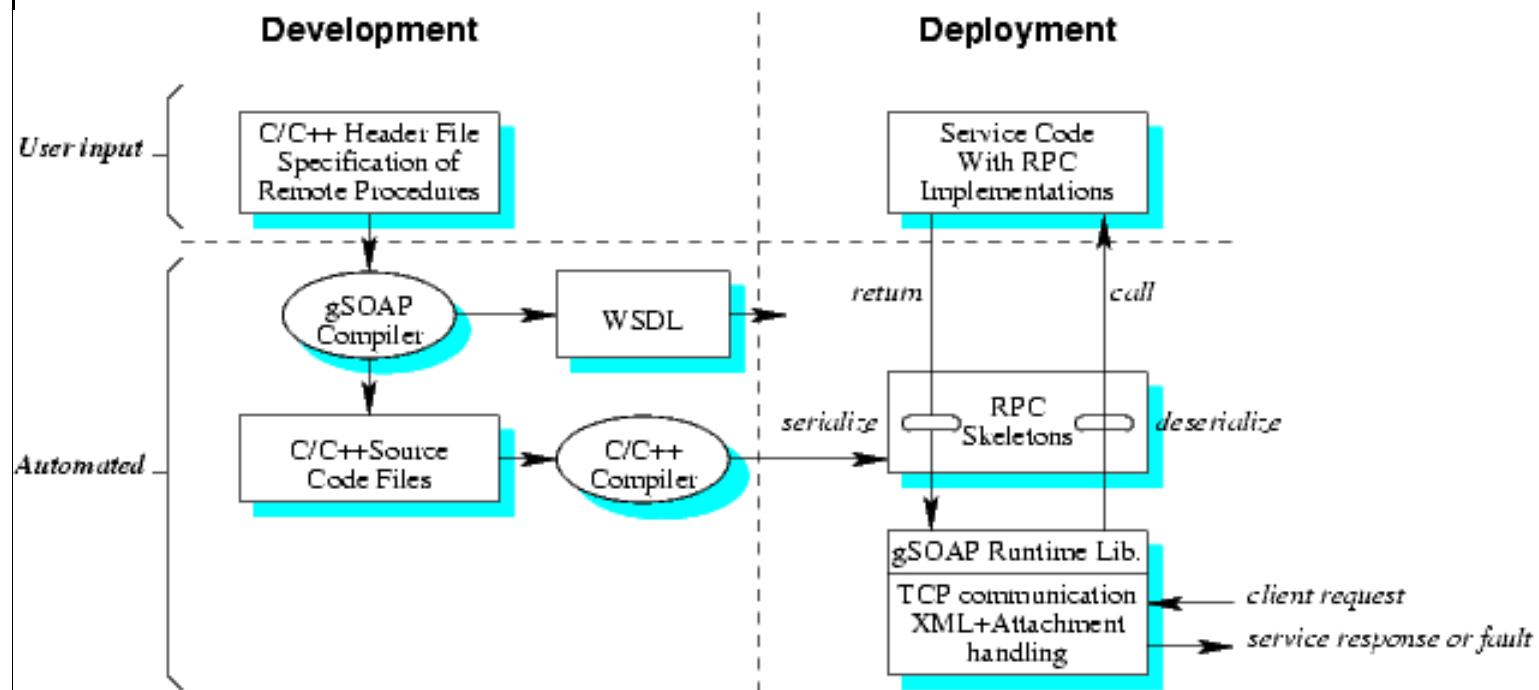 Development
Deployment
User input
C/C++ Header File
Specification of
Remote Procedures
Service Code
With RPC
Implementations
gSOAP
Compiler
WSDL
return
call
Automated
C/C++Source
Code Files
C/C++
Compiler
serialize
RPC
Skeletons
deserialize
gSOAP Runtime Lib.
TCP communication
XML+Attachment
handling
client request
service response or fault